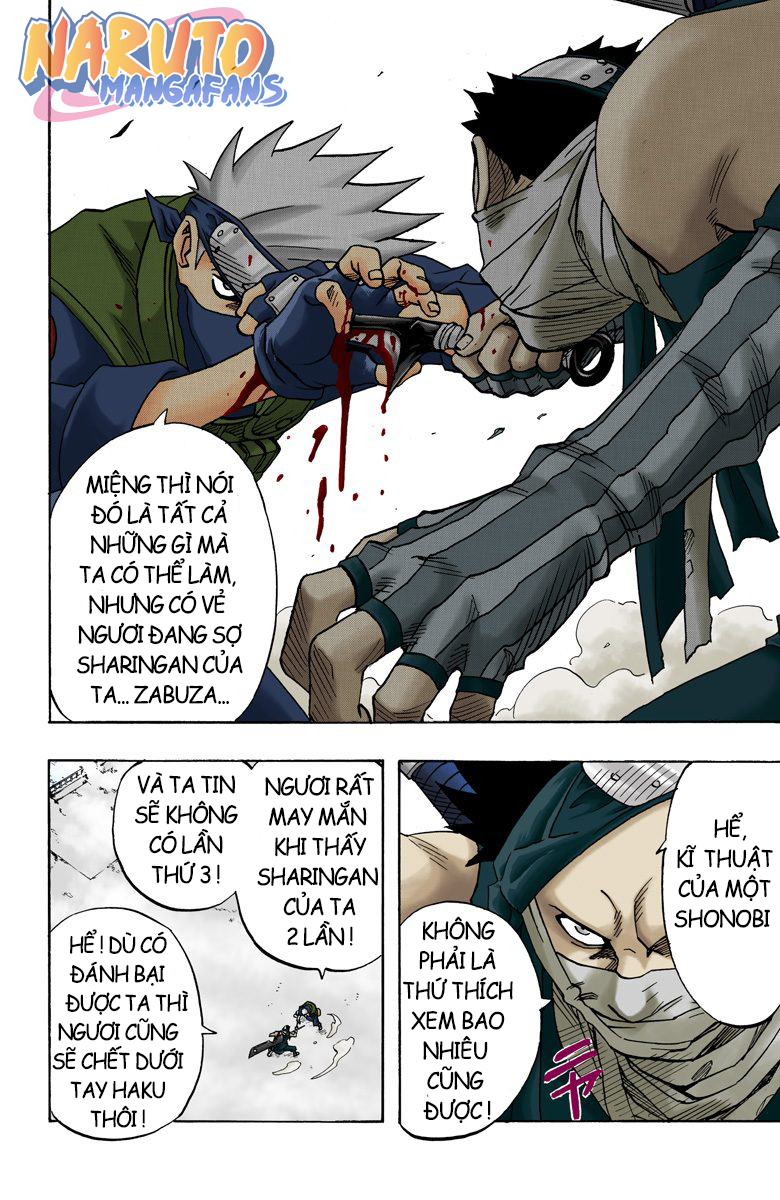 NARUTO
MANGAFANS
MIỆNG THÌ NÓI
ĐÓ LÀ TẤT CẢ
NHỮNG GÌ MÀ
TA CÓ THỂ LÀM,
NHƯNG CÓ VẺ
NGƯƠI ĐANG SỢ
SHARINGAN CỦA
TA... ZABUZA...
HỂ,
KĨ THUẬT
CỦA MỘT
SHONOBI
KHÔNG
PHẢI LÀ
THỨ THÍCH
XEM BAO
NHIÊU
CŨNG
ĐƯỢC!
NGƯƠI RẤT
MAY MẮN
KHI THẤY
SHARINGAN
CỦA TA
2 LẦN!
VÀ TA TIN
SẼ KHÔNG
CÓ LẦN
THỨ 3!
HỂ! DÙ CÓ
ĐÁNH BẠI
ĐƯỢC TA THÌ
NGƯƠI CŨNG
SẼ CHẾT DƯỚI
TAY HAKU
THÔI!
ニヤ